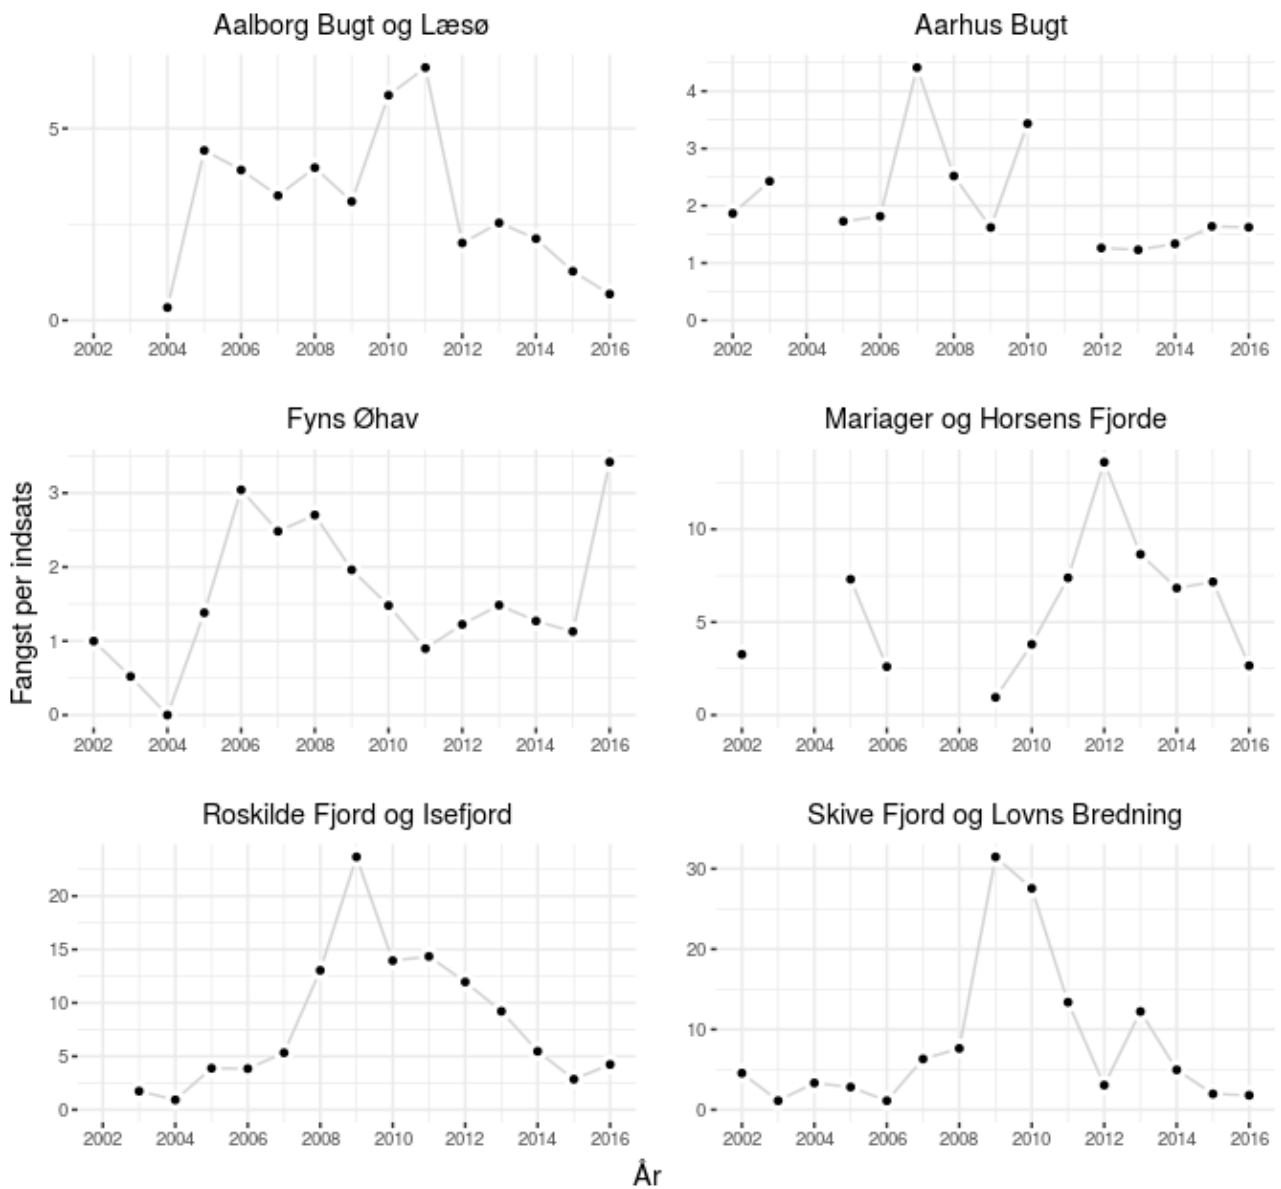 Aalborg Bugt og Læsø
5
0
2002 2004 2006 2008 2010 2012 2014 2016
Aarhus Bugt
4
3
2
1
0
2002 2004 2006 2008 2010 2012 2014 2016
Fangst per indsats
Fyns Øhav
3
2
1
0
2002 2004 2006 2008 2010 2012 2014 2016
Mariager og Horsens Fjorde
10
5
0
2002 2004 2006 2008 2010 2012 2014 2016
Roskilde Fjord og Isefjord
20
15
10
5
0
2002 2004 2006 2008 2010 2012 2014 2016
Skive Fjord og Lovns Bredning
30
20
10
0
2002 2004 2006 2008 2010 2012 2014 2016
År